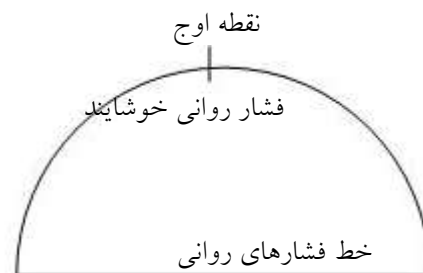 نقطه اوج
فشار روانی خوشایند
خط فشارهای روانی